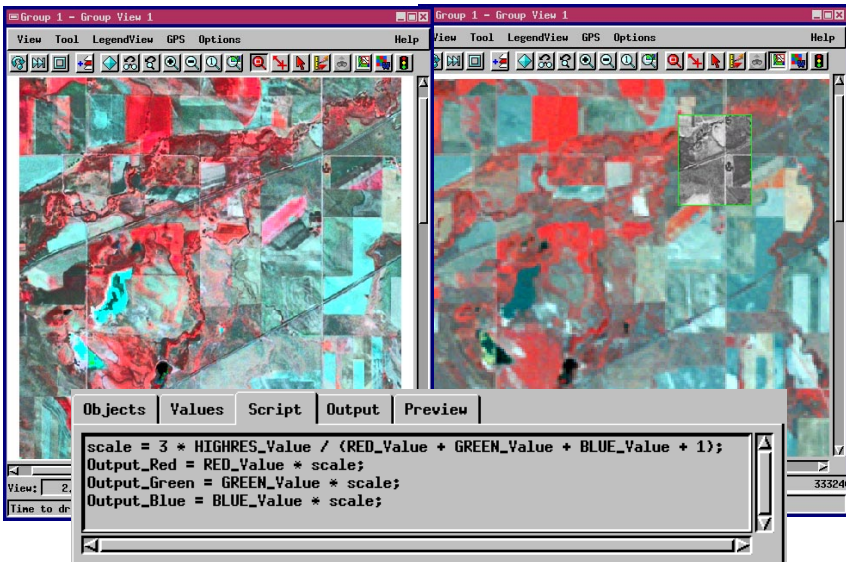 Group 1 - Group View 1
View Tool LegendView GPS Options Help
Group 1 - Group View 1
View Tool LegendView GPS Options Help
View: 2.
Time to dr
333240
Objects Values Script Output Preview
scale = 3 * HIGHRES_Value / (RED_Value + GREEN_Value + BLUE_Value + 1);
Output_Red = RED_Value * scale;
Output_Green = GREEN_Value * scale;
Output_Blue = BLUE_Value * scale;